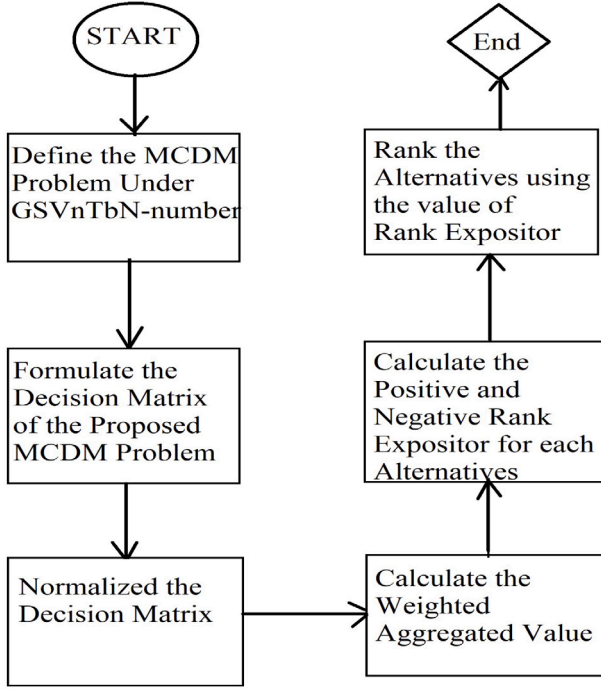 START
Define the MCDM
Problem Under
GSVnTbN-number
Formulate the
Decision Matrix
of the Proposed
MCDM Problem
Normalized the
Decision Matrix
Calculate the
Weighted
Aggregated Value
Calculate the
Positive and
Negative Rank
Expositor for each
Alternatives
Rank the
Alternatives using
the value of
Rank Expositor
End